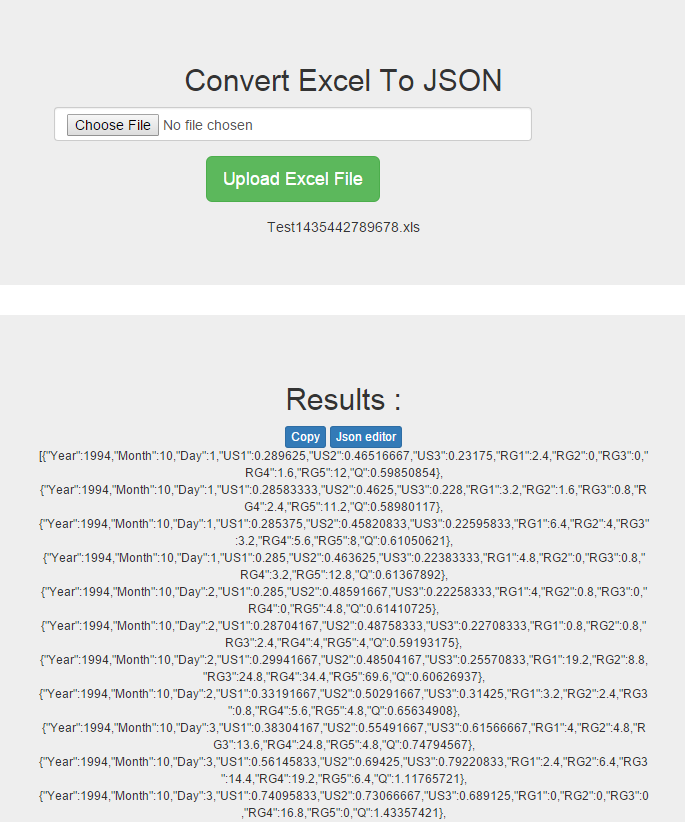 Convert Excel To JSON
Choose File No file chosen
Upload Excel File
Test1435442789678.xls
Results :
Copy Json editor
[{"Year":1994,"Month":10,"Day":1,"US1":0.289625,"US2":0.46516667,"US3":0.23175,"RG1":2.4,"RG2":0,"RG3":0,"
RG4":1.6,"RG5":12,"Q":0.59850854},
{"Year":1994,"Month":10,"Day":1,"US1":0.28583333,"US2":0.4625,"US3":0.228,"RG1":3.2,"RG2":1.6,"RG3":0.8,"R
G4":2.4,"RG5":11.2,"Q":0.58980117},
{"Year":1994,"Month":10,"Day":1,"US1":0.285375,"US2":0.45820833,"US3":0.22595833,"RG1":6.4,"RG2":4,"RG3"
:3.2,"RG4":5.6,"RG5":8,"Q":0.61050621},
{"Year":1994,"Month":10,"Day":1,"US1":0.285,"US2":0.463625,"US3":0.22383333,"RG1":4.8,"RG2":0,"RG3":0.8,"
RG4":3.2,"RG5":12.8,"Q":0.61367892},
{"Year":1994,"Month":10,"Day":2,"US1":0.285,"US2":0.48591667,"US3":0.22258333,"RG1":4,"RG2":0.8,"RG3":0,"
RG4":0,"RG5":4.8,"Q":0.61410725},
{"Year":1994,"Month":10,"Day":2,"US1":0.28704167,"US2":0.48758333,"US3":0.22708333,"RG1":0.8,"RG2":0.8,"
RG3":2.4,"RG4":4,"RG5":4,"Q":0.59193175},
{"Year":1994,"Month":10,"Day":2,"US1":0.29941667,"US2":0.48504167,"US3":0.25570833,"RG1":19.2,"RG2":8.8,
"RG3":24.8,"RG4":34.4,"RG5":69.6,"Q":0.60626937},
{"Year":1994,"Month":10,"Day":2,"US1":0.33191667,"US2":0.50291667,"US3":0.31425,"RG1":3.2,"RG2":2.4,"RG3
":0.8,"RG4":5.6,"RG5":4.8,"Q":0.65634908},
{"Year":1994,"Month":10,"Day":3,"US1":0.38304167,"US2":0.55491667,"US3":0.61566667,"RG1":4,"RG2":4.8,"R
G3":13.6,"RG4":24.8,"RG5":4.8,"Q":0.74794567},
{"Year":1994,"Month":10,"Day":3,"US1":0.56145833,"US2":0.69425,"US3":0.79220833,"RG1":2.4,"RG2":6.4,"RG3
":14.4,"RG4":19.2,"RG5":6.4,"Q":1.11765721},
{"Year":1994,"Month":10,"Day":3,"US1":0.74095833,"US2":0.73066667,"US3":0.689125,"RG1":0,"RG2":0,"RG3":0
,"RG4":16.8,"RG5":0,"Q":1.43357421},